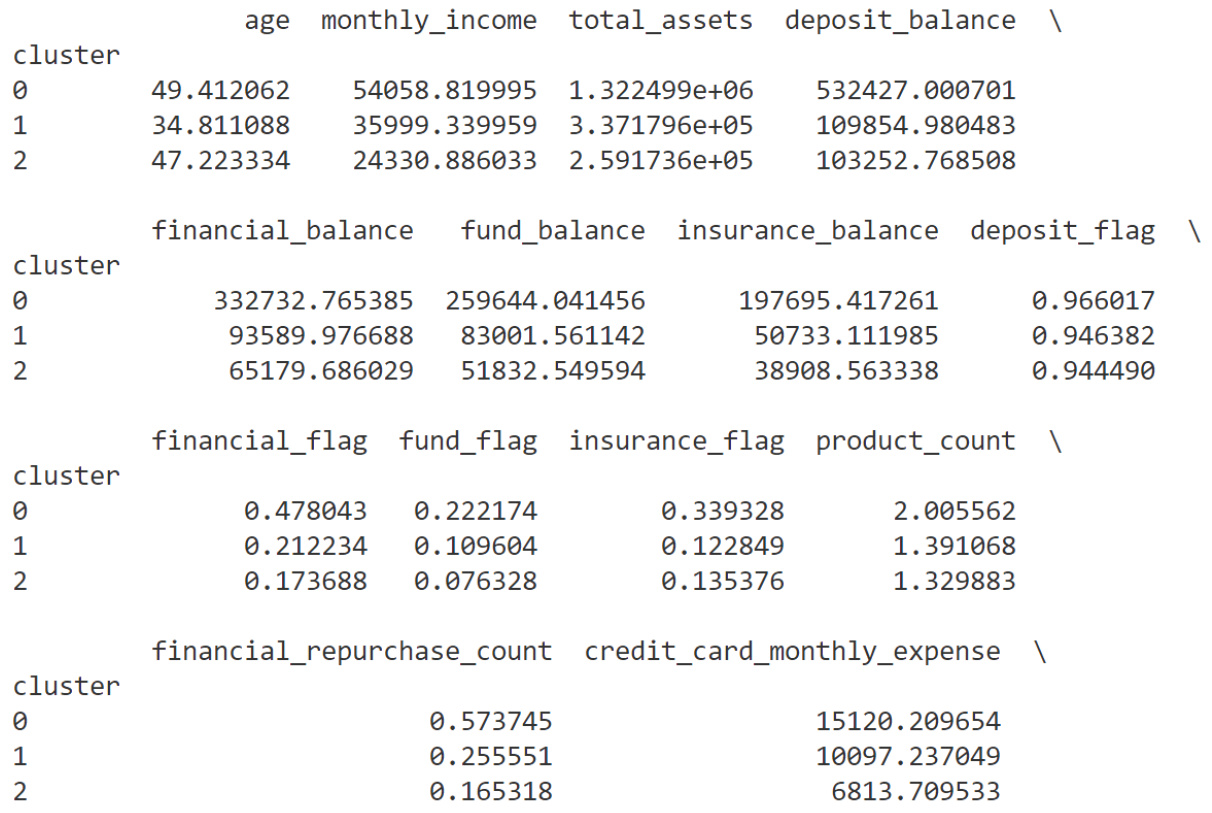 age monthly_income total_assets deposit_balance \
cluster
0 49.412062 54058.819995 1.322499e+06 532427.000701
1 34.811088 35999.339959 3.371796e+05 109854.980483
2 47.223334 24330.886033 2.591736e+05 103252.768508
financial_balance fund_balance insurance_balance deposit_flag \
cluster
0 332732.765385 259644.041456 197695.417261 0.966017
1 93589.976688 83001.561142 50733.111985 0.946382
2 65179.686029 51832.549594 38908.563338 0.944490
financial_flag fund_flag insurance_flag product_count \
cluster
0 0.478043 0.222174 0.339328 2.005562
1 0.212234 0.109604 0.122849 1.391068
2 0.173688 0.076328 0.135376 1.329883
financial_repurchase_count credit_card_monthly_expense \
cluster
0 0.573745 15120.209654
1 0.255551 10097.237049
2 0.165318 6813.709533